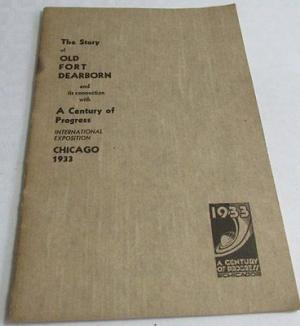 The Story
of
OLD
FORT
DEARBORN
and
its connection
with
A Century of
Progress
INTERNATIONAL
EXPOSITION
CHICAGO
1933
1933
A CENTURY
OF PROGRESS
CHICAGO